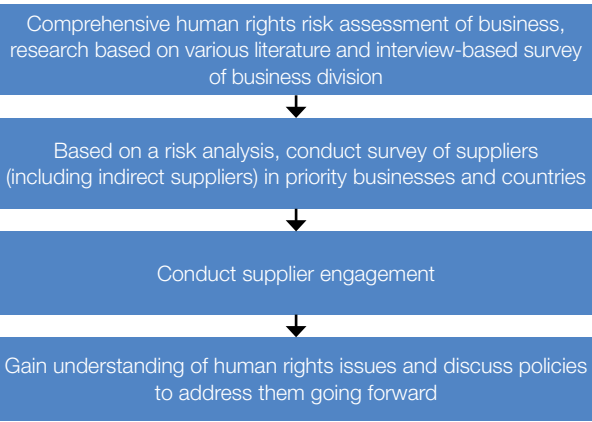 Comprehensive human rights risk assessment of business,
research based on various literature and interview-based survey
of business division
Based on a risk analysis, conduct survey of suppliers
(including indirect suppliers) in priority businesses and countries
Conduct supplier engagement
Gain understanding of human rights issues and discuss policies
to address them going forward